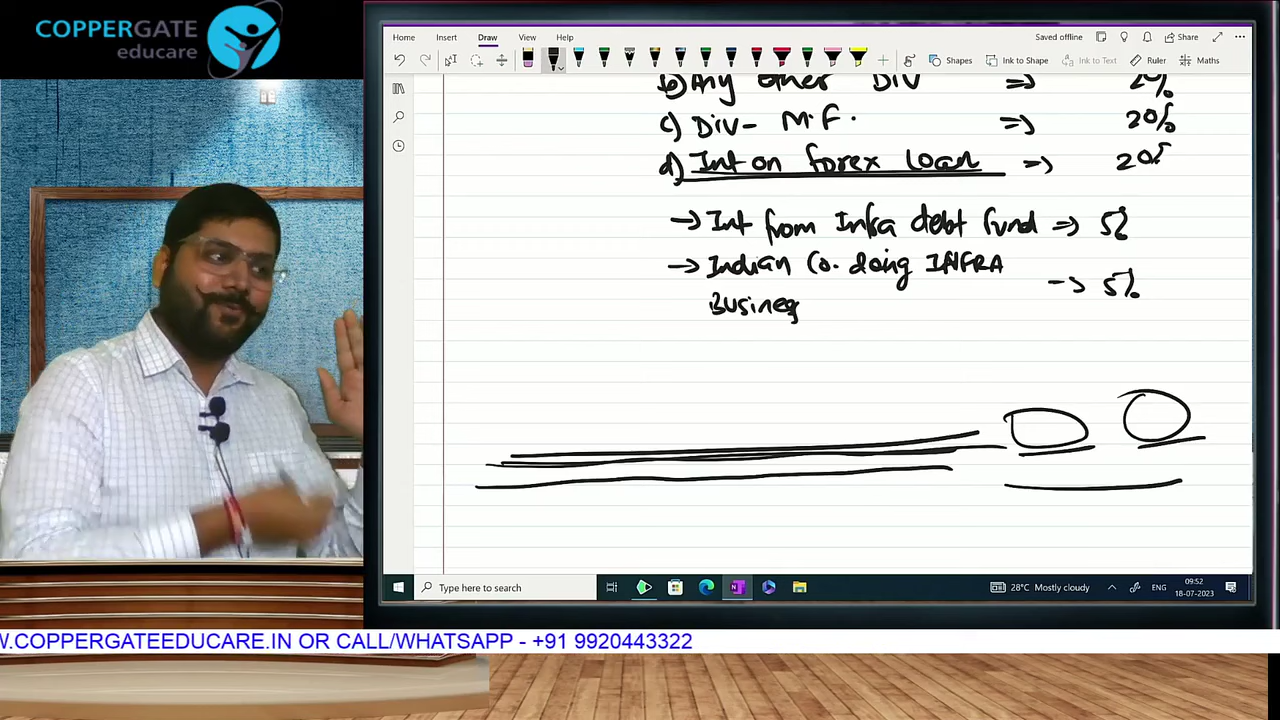 COPPERGATE
educare
Home Insert Draw View Help
Saved offline
Share
Shapes
Ink to Shape
Ink to Text
Ruler
Maths
b) Any other DIV => 20%
c) DIV- M.F. => 20%
d) Int on forex loan => 20%
-> Int from Infra debt fund => 5%
-> Indian Co. doing INFRA
Business -> 5%
Type here to search
28°C Mostly cloudy
ENG
09:52
18-07-2023
W.COPPERGATEEDUCARE.IN OR CALL/WHATSAPP - +91 9920443322